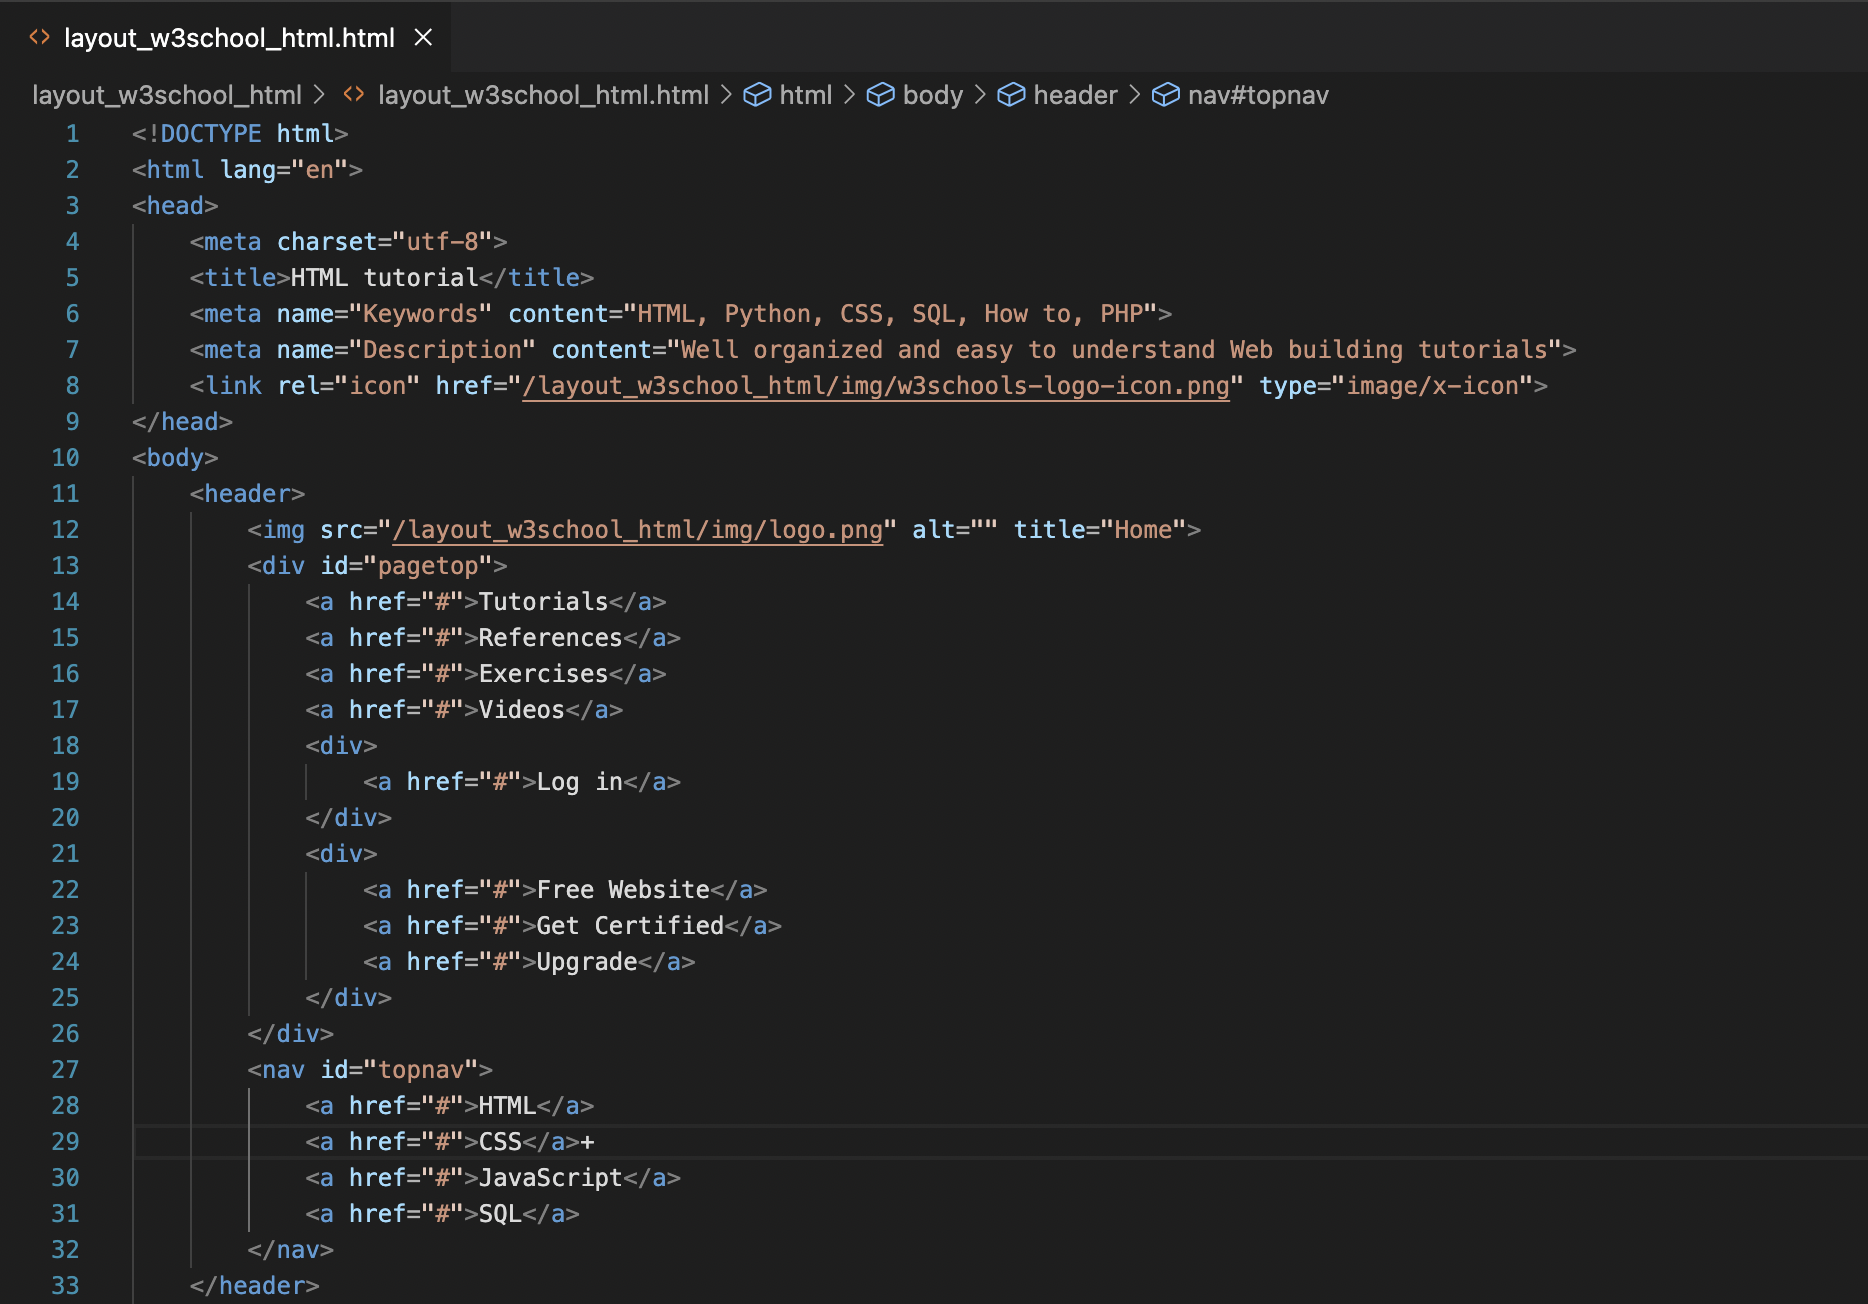 layout_w3school_html.html
layout_w3school_html > layout_w3school_html.html > html > body > header > nav#topnav
1 <!DOCTYPE html>
2 <html lang="en">
3 <head>
4 <meta charset="utf-8">
5 <title>HTML tutorial</title>
6 <meta name="Keywords" content="HTML, Python, CSS, SQL, How to, PHP">
7 <meta name="Description" content="Well organized and easy to understand Web building tutorials">
8 <link rel="icon" href="/layout_w3school_html/img/w3schools-logo-icon.png" type="image/x-icon">
9 </head>
10 <body>
11 <header>
12 <img src="/layout_w3school_html/img/logo.png" alt="" title="Home">
13 <div id="pagetop">
14 <a href="#">Tutorials</a>
15 <a href="#">References</a>
16 <a href="#">Exercises</a>
17 <a href="#">Videos</a>
18 <div>
19 <a href="#">Log in</a>
20 </div>
21 <div>
22 <a href="#">Free Website</a>
23 <a href="#">Get Certified</a>
24 <a href="#">Upgrade</a>
25 </div>
26 </div>
27 <nav id="topnav">
28 <a href="#">HTML</a>
29 <a href="#">CSS</a>+
30 <a href="#">JavaScript</a>
31 <a href="#">SQL</a>
32 </nav>
33 </header>